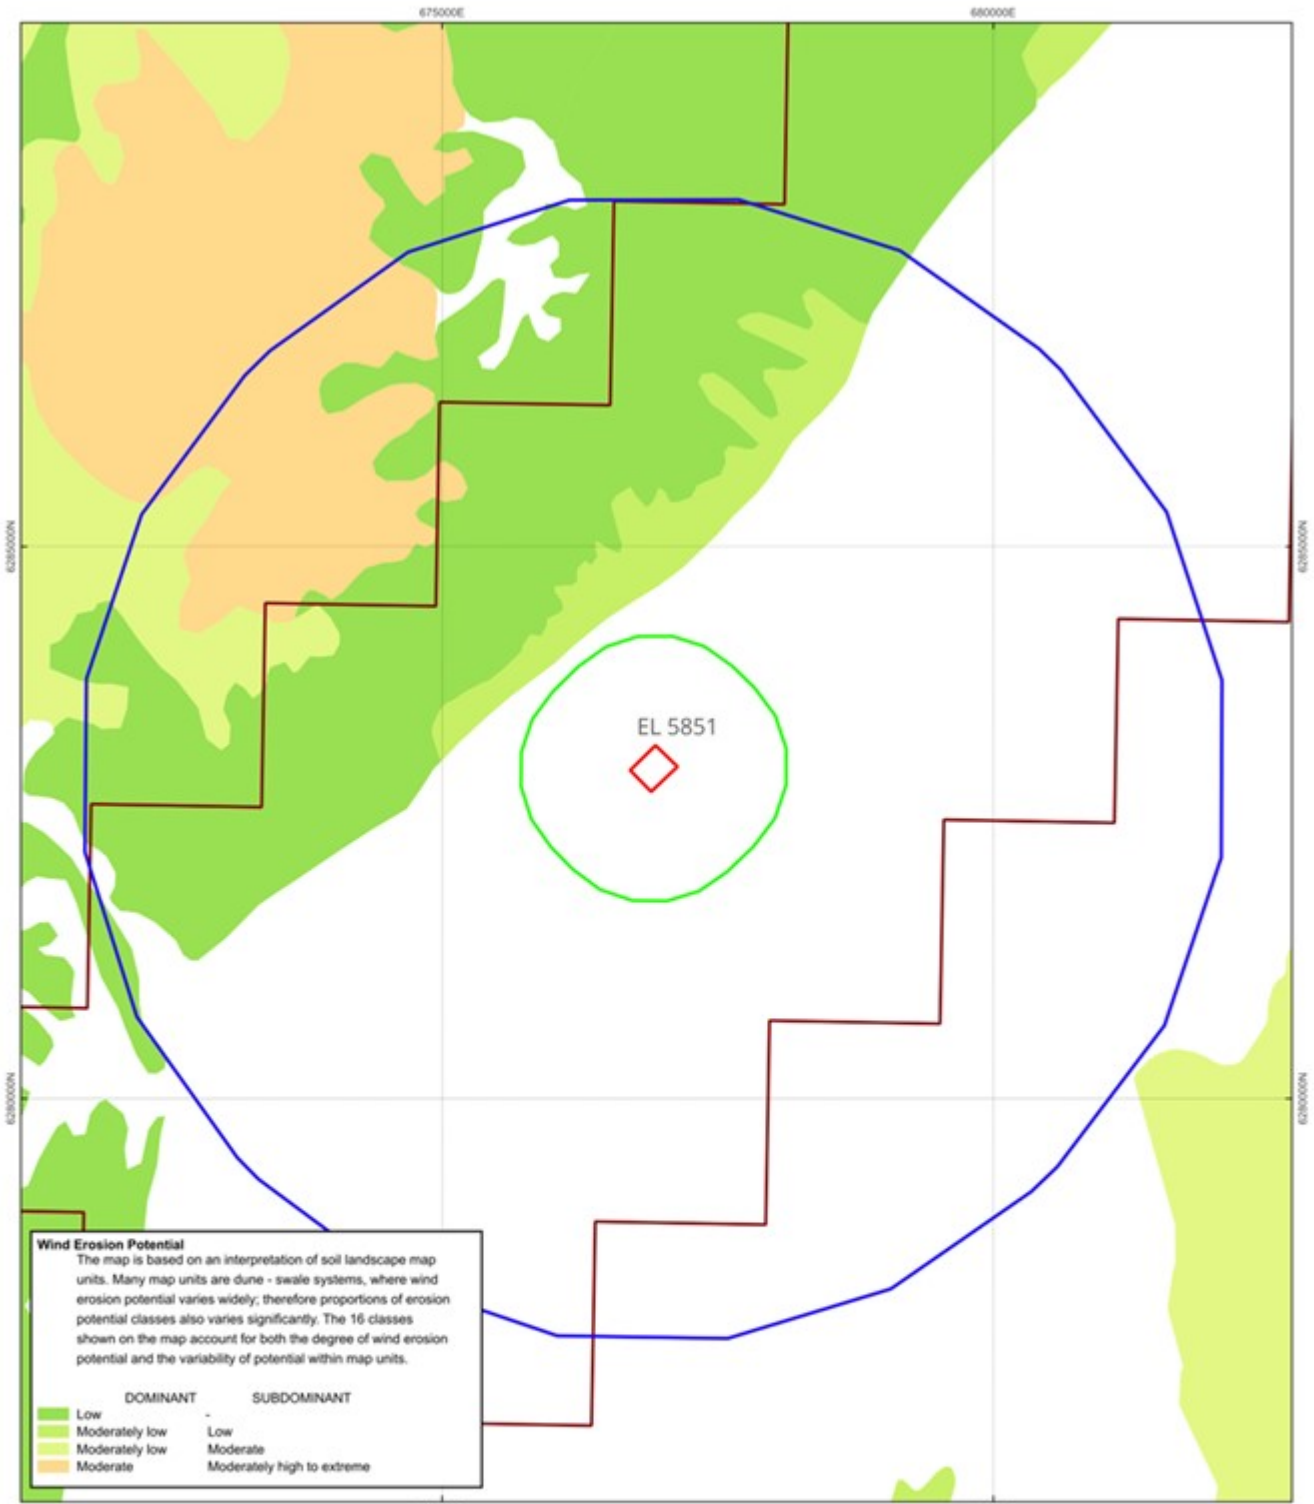 675000E
680000E
6285000N
6285000N
EL 5851
6280000N
6280000N
Wind Erosion Potential
The map is based on an interpretation of soil landscape map
units. Many map units are dune - swale systems, where wind
erosion potential varies widely; therefore proportions of erosion
potential classes also varies significantly. The 16 classes
shown on the map account for both the degree of wind erosion
potential and the variability of potential within map units.
DOMINANT SUBDOMINANT
Low -
Moderately low Low
Moderately low Moderate
Moderate Moderately high to extreme